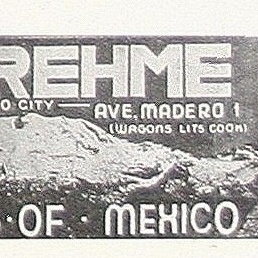 REHME
O CITY — AVE. MADERO 1
(WAGONS LITS COOK)
OF · MEXICO